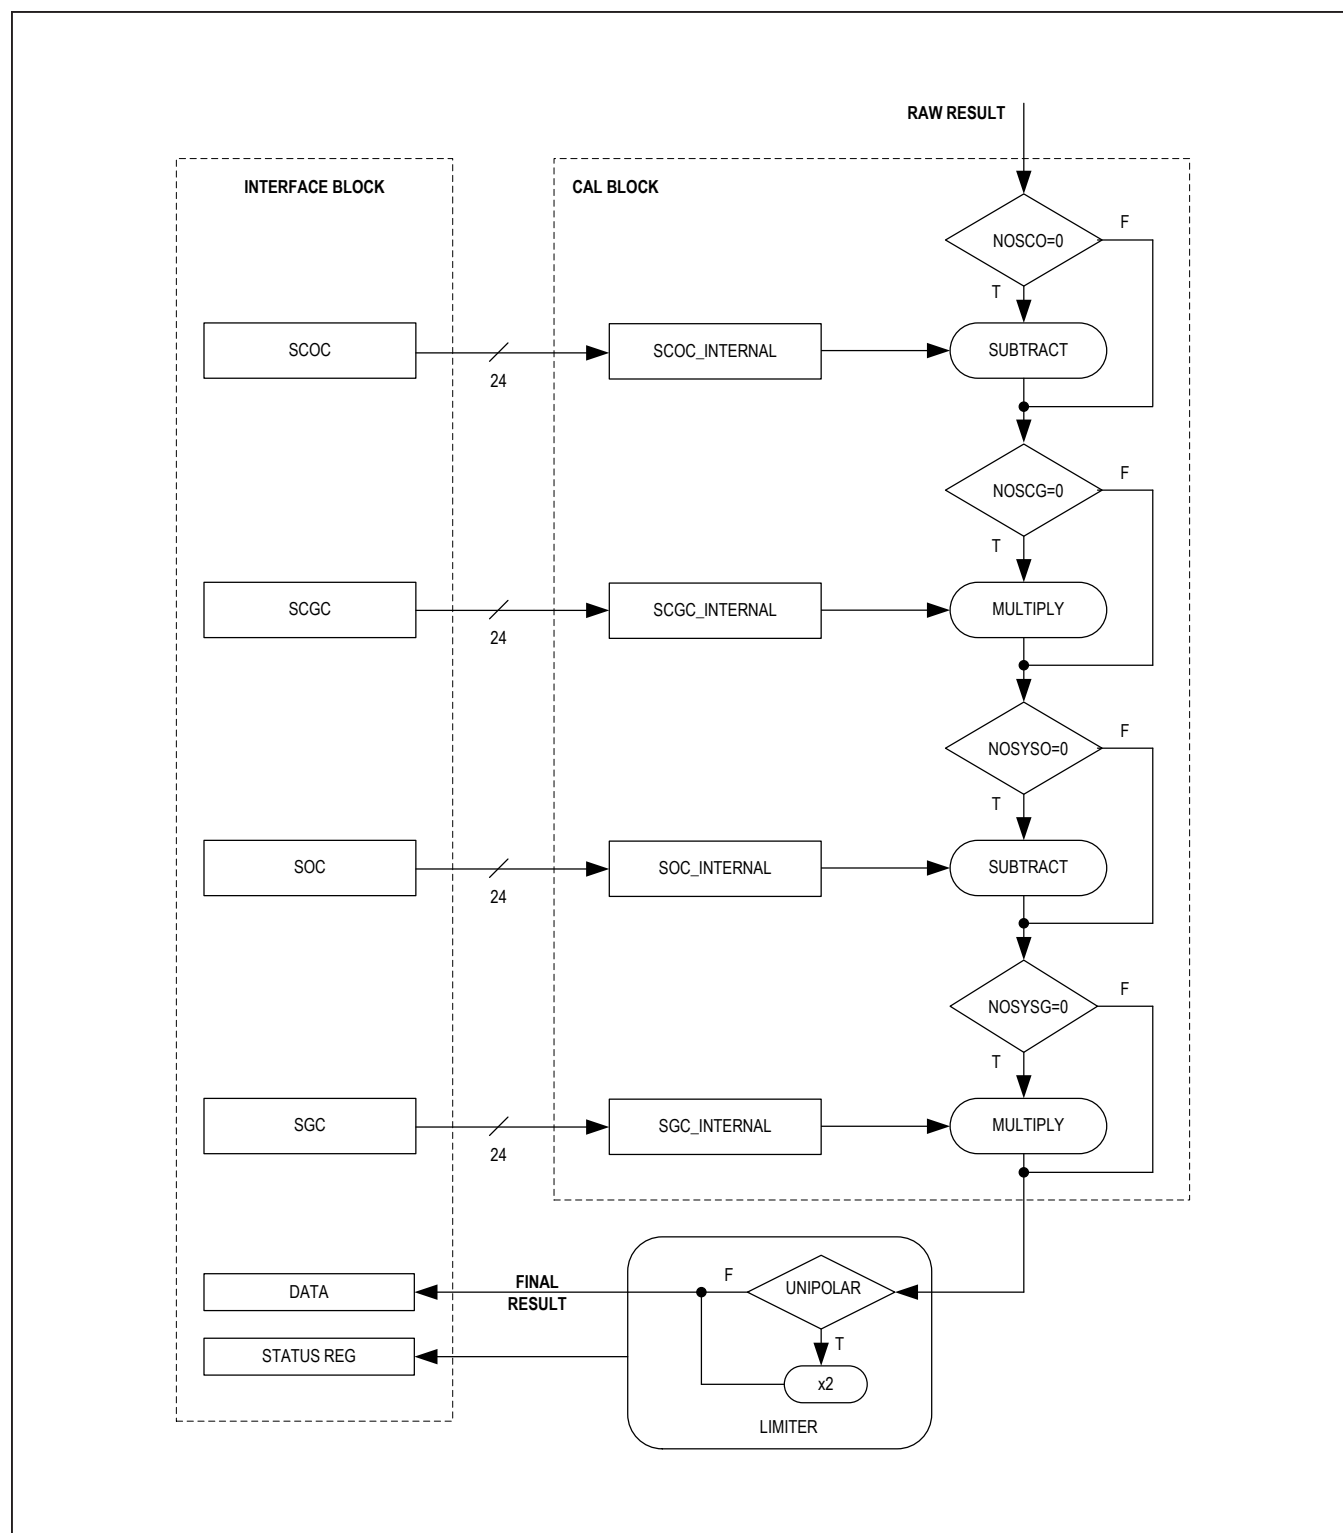 RAW RESULT
INTERFACE BLOCK
CAL BLOCK
NOSCO=0
F
T
SCOC
24
SCOC_INTERNAL
SUBTRACT
NOSCG=0
F
T
SCGC
24
SCGC_INTERNAL
MULTIPLY
NOSYSO=0
F
T
SOC
24
SOC_INTERNAL
SUBTRACT
NOSYSG=0
F
T
SGC
24
SGC_INTERNAL
MULTIPLY
DATA
FINAL
RESULT
F
UNIPOLAR
T
STATUS REG
x2
LIMITER